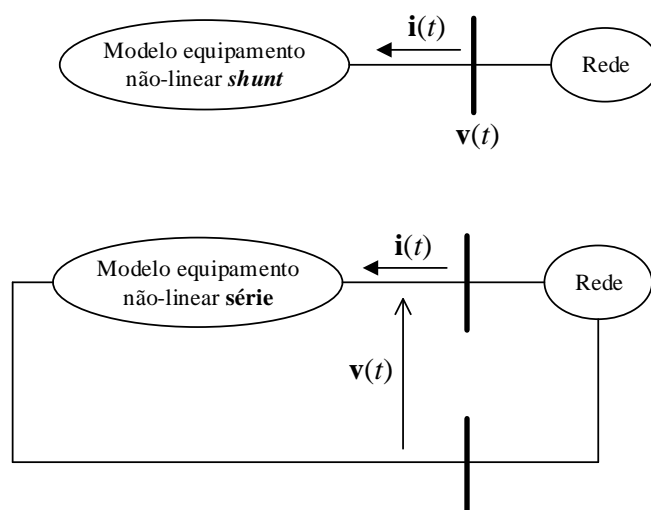 Modelo equipamento
não-linear shunt
i(t)
Rede
v(t)
Modelo equipamento
não-linear série
i(t)
Rede
v(t)